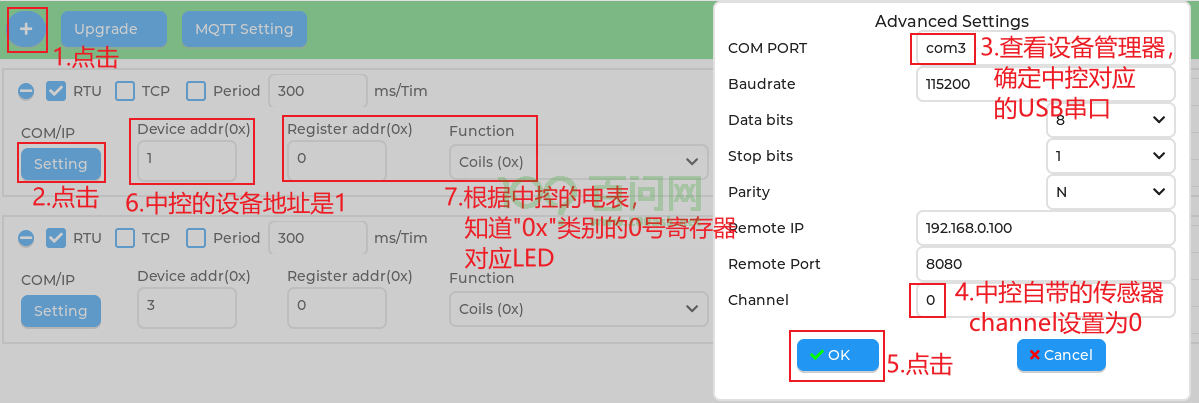 +
Upgrade
MQTT Setting
1.点击
RTU
TCP
Period
300
ms/Tim
COM/IP
Device addr(0x)
Register addr(0x)
Function
Setting
1
0
Coils (0x)
2.点击
6.中控的设备地址是1
7.根据中控的电表，
知道"0x"类别的0号寄存器
对应LED
100
百问网
RTU
TCP
Period
300
ms/Tim
COM/IP
Device addr(0x)
Register addr(0x)
Function
Setting
3
0
Coils (0x)
Advanced Settings
COM PORT
com3
3.查看设备管理器，
确定中控对应
的USB串口
Baudrate
115200
Data bits
8
Stop bits
1
Parity
N
Remote IP
192.168.0.100
Remote Port
8080
Channel
0
4.中控自带的传感器
channel设置为0
OK
Cancel
5.点击